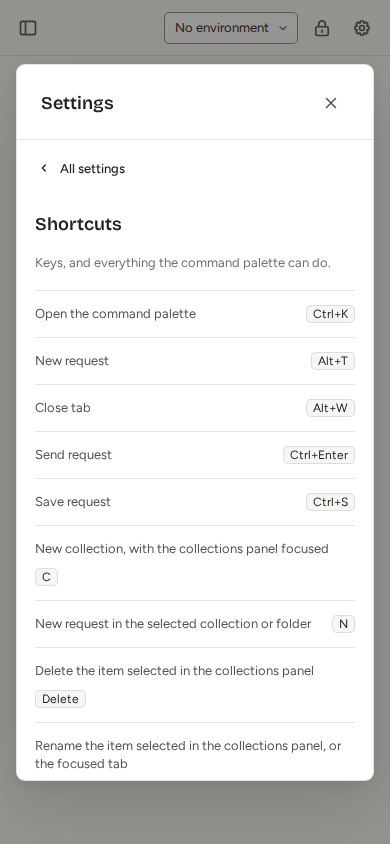 No environment
Settings
All settings
Shortcuts
Keys, and everything the command palette can do.
Open the command palette Ctrl+K
New request Alt+T
Close tab Alt+W
Send request Ctrl+Enter
Save request Ctrl+S
New collection, with the collections panel focused
C
New request in the selected collection or folder N
Delete the item selected in the collections panel
Delete
Rename the item selected in the collections panel, or
the focused tab